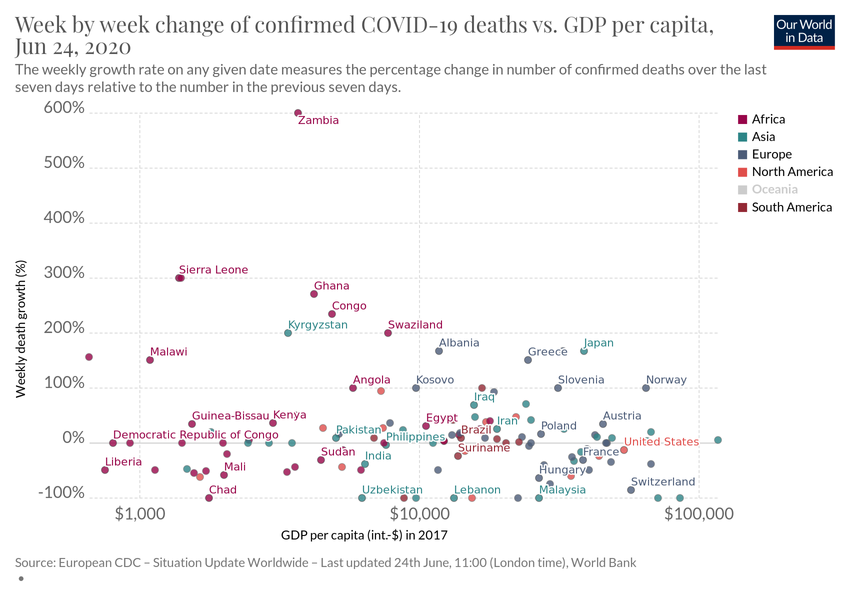 Week by week change of confirmed COVID-19 deaths vs. GDP per capita,
Jun 24, 2020
Our World
in Data
The weekly growth rate on any given date measures the percentage change in number of confirmed deaths over the last
seven days relative to the number in the previous seven days.
600%
Zambia
Africa
Asia
Europe
North America
Oceania
South America
500%
400%
Sierra Leone
300%
Ghana
Congo
Kyrgyzstan
Swaziland
200%
Albania
Greece
Japan
Malawi
Angola
Kosovo
Slovenia
Norway
100%
Iraq
Guinea-Bissau
Kenya
Egypt
Iran
Austria
Democratic Republic of Congo
Pakistan
Philippines
Brazil
Poland
0%
United States
Sudan
India
Suriname
France
Liberia
Mali
Hungary
Switzerland
Chad
Uzbekistan
Lebanon
Malaysia
-100%
$1,000
$10,000
$100,000
Weekly death growth (%)
GDP per capita (int.-$) in 2017
Source: European CDC – Situation Update Worldwide – Last updated 24th June, 11:00 (London time), World Bank